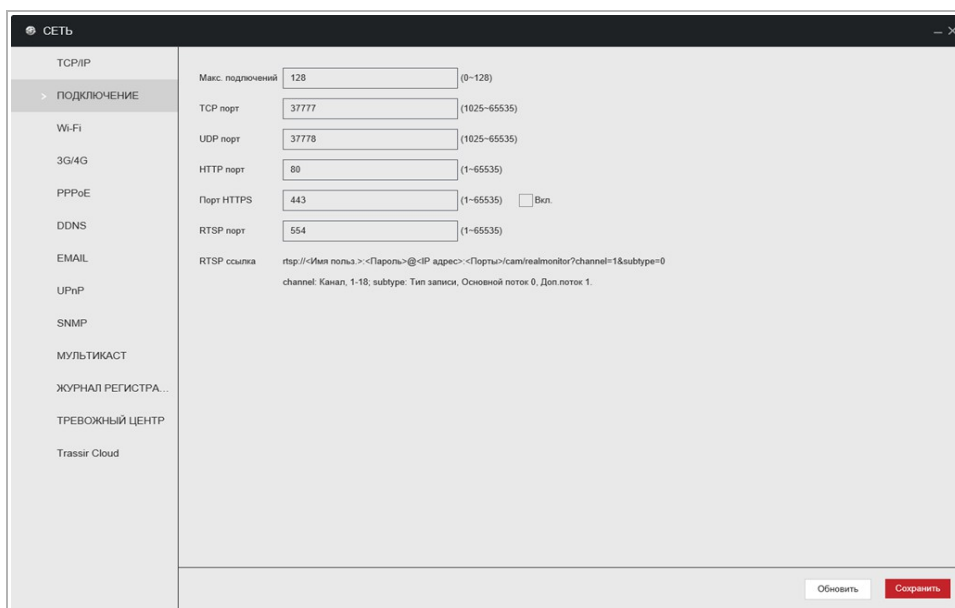 СЕТЬ
TCP/IP
ПОДКЛЮЧЕНИЕ
Wi-Fi
3G/4G
PPPoE
DDNS
EMAIL
UPnP
SNMP
МУЛЬТИКАСТ
ЖУРНАЛ РЕГИСТРА...
ТРЕВОЖНЫЙ ЦЕНТР
Trassir Cloud
Макс. подлючений 128 (0~128)
TCP порт 37777 (1025~65535)
UDP порт 37778 (1025~65535)
HTTP порт 80 (1~65535)
Порт HTTPS 443 (1~65535) Вкл.
RTSP порт 554 (1~65535)
RTSP ссылка rtsp://<Имя польз.>:<Пароль>@<IP адрес>:<Порты>/cam/realmonitor?channel=1&subtype=0
channel: Канал, 1-18; subtype: Тип записи, Основной поток 0, Доп.поток 1.
Обновить Сохранить